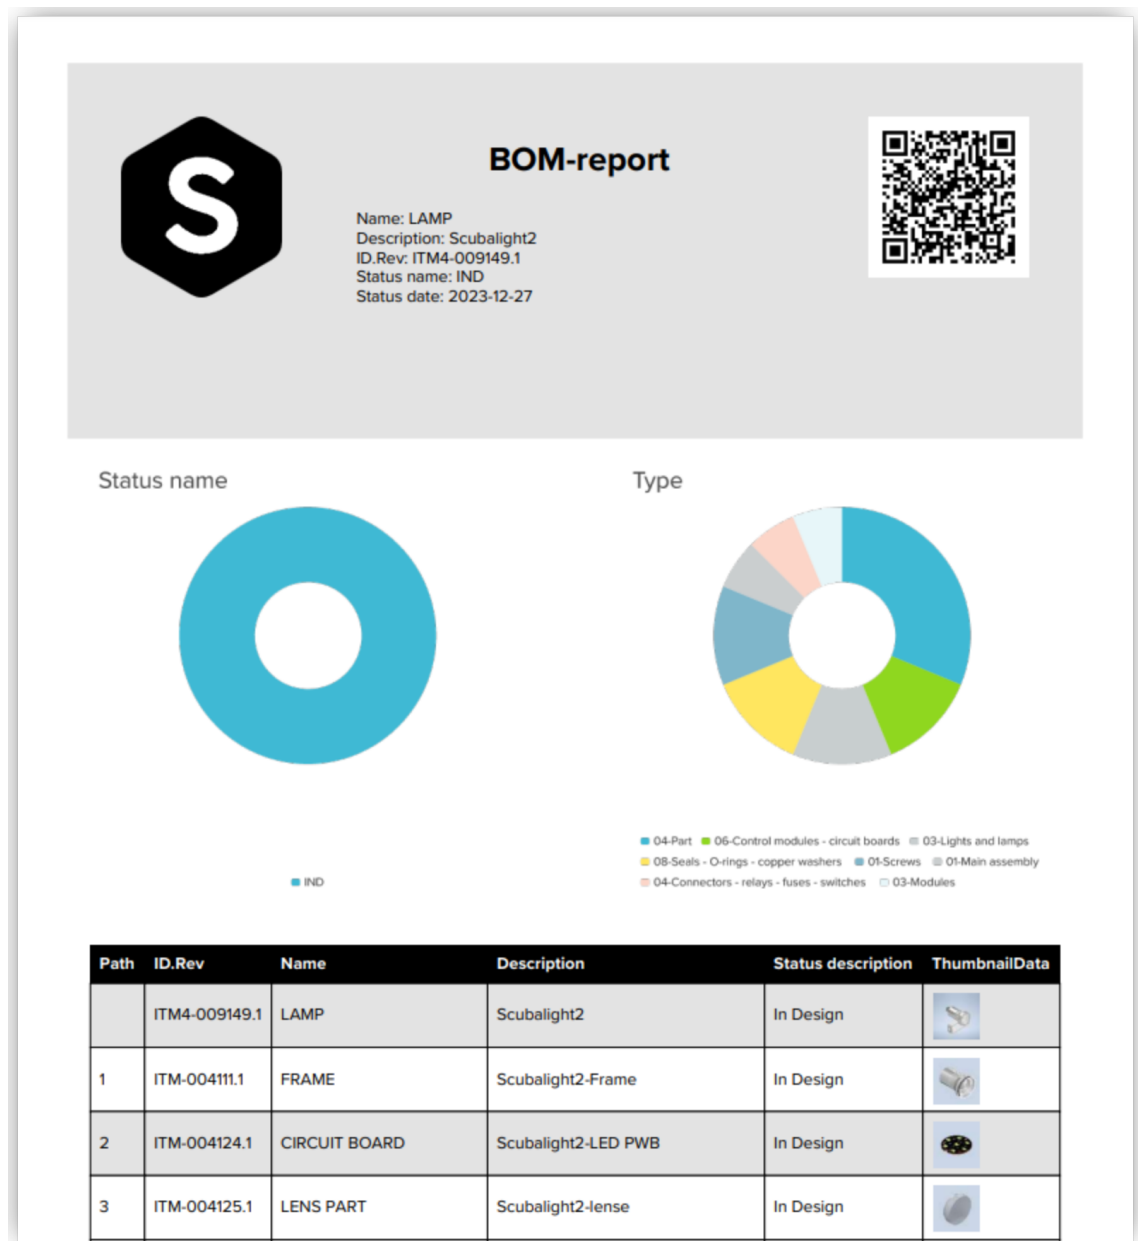 S
BOM-report
Name: LAMP
Description: Scubalight2
ID.Rev: ITM4-009149.1
Status name: IND
Status date: 2023-12-27
Status name
Type
IND
04-Part 06-Control modules - circuit boards 03-Lights and lamps
08-Seals - O-rings - copper washers 01-Screws 01-Main assembly
04-Connectors - relays - fuses - switches 03-Modules
Path ID.Rev Name Description Status description ThumbnailData
ITM4-009149.1 LAMP Scubalight2 In Design
1 ITM-004111.1 FRAME Scubalight2-Frame In Design
2 ITM-004124.1 CIRCUIT BOARD Scubalight2-LED PWB In Design
3 ITM-004125.1 LENS PART Scubalight2-lense In Design